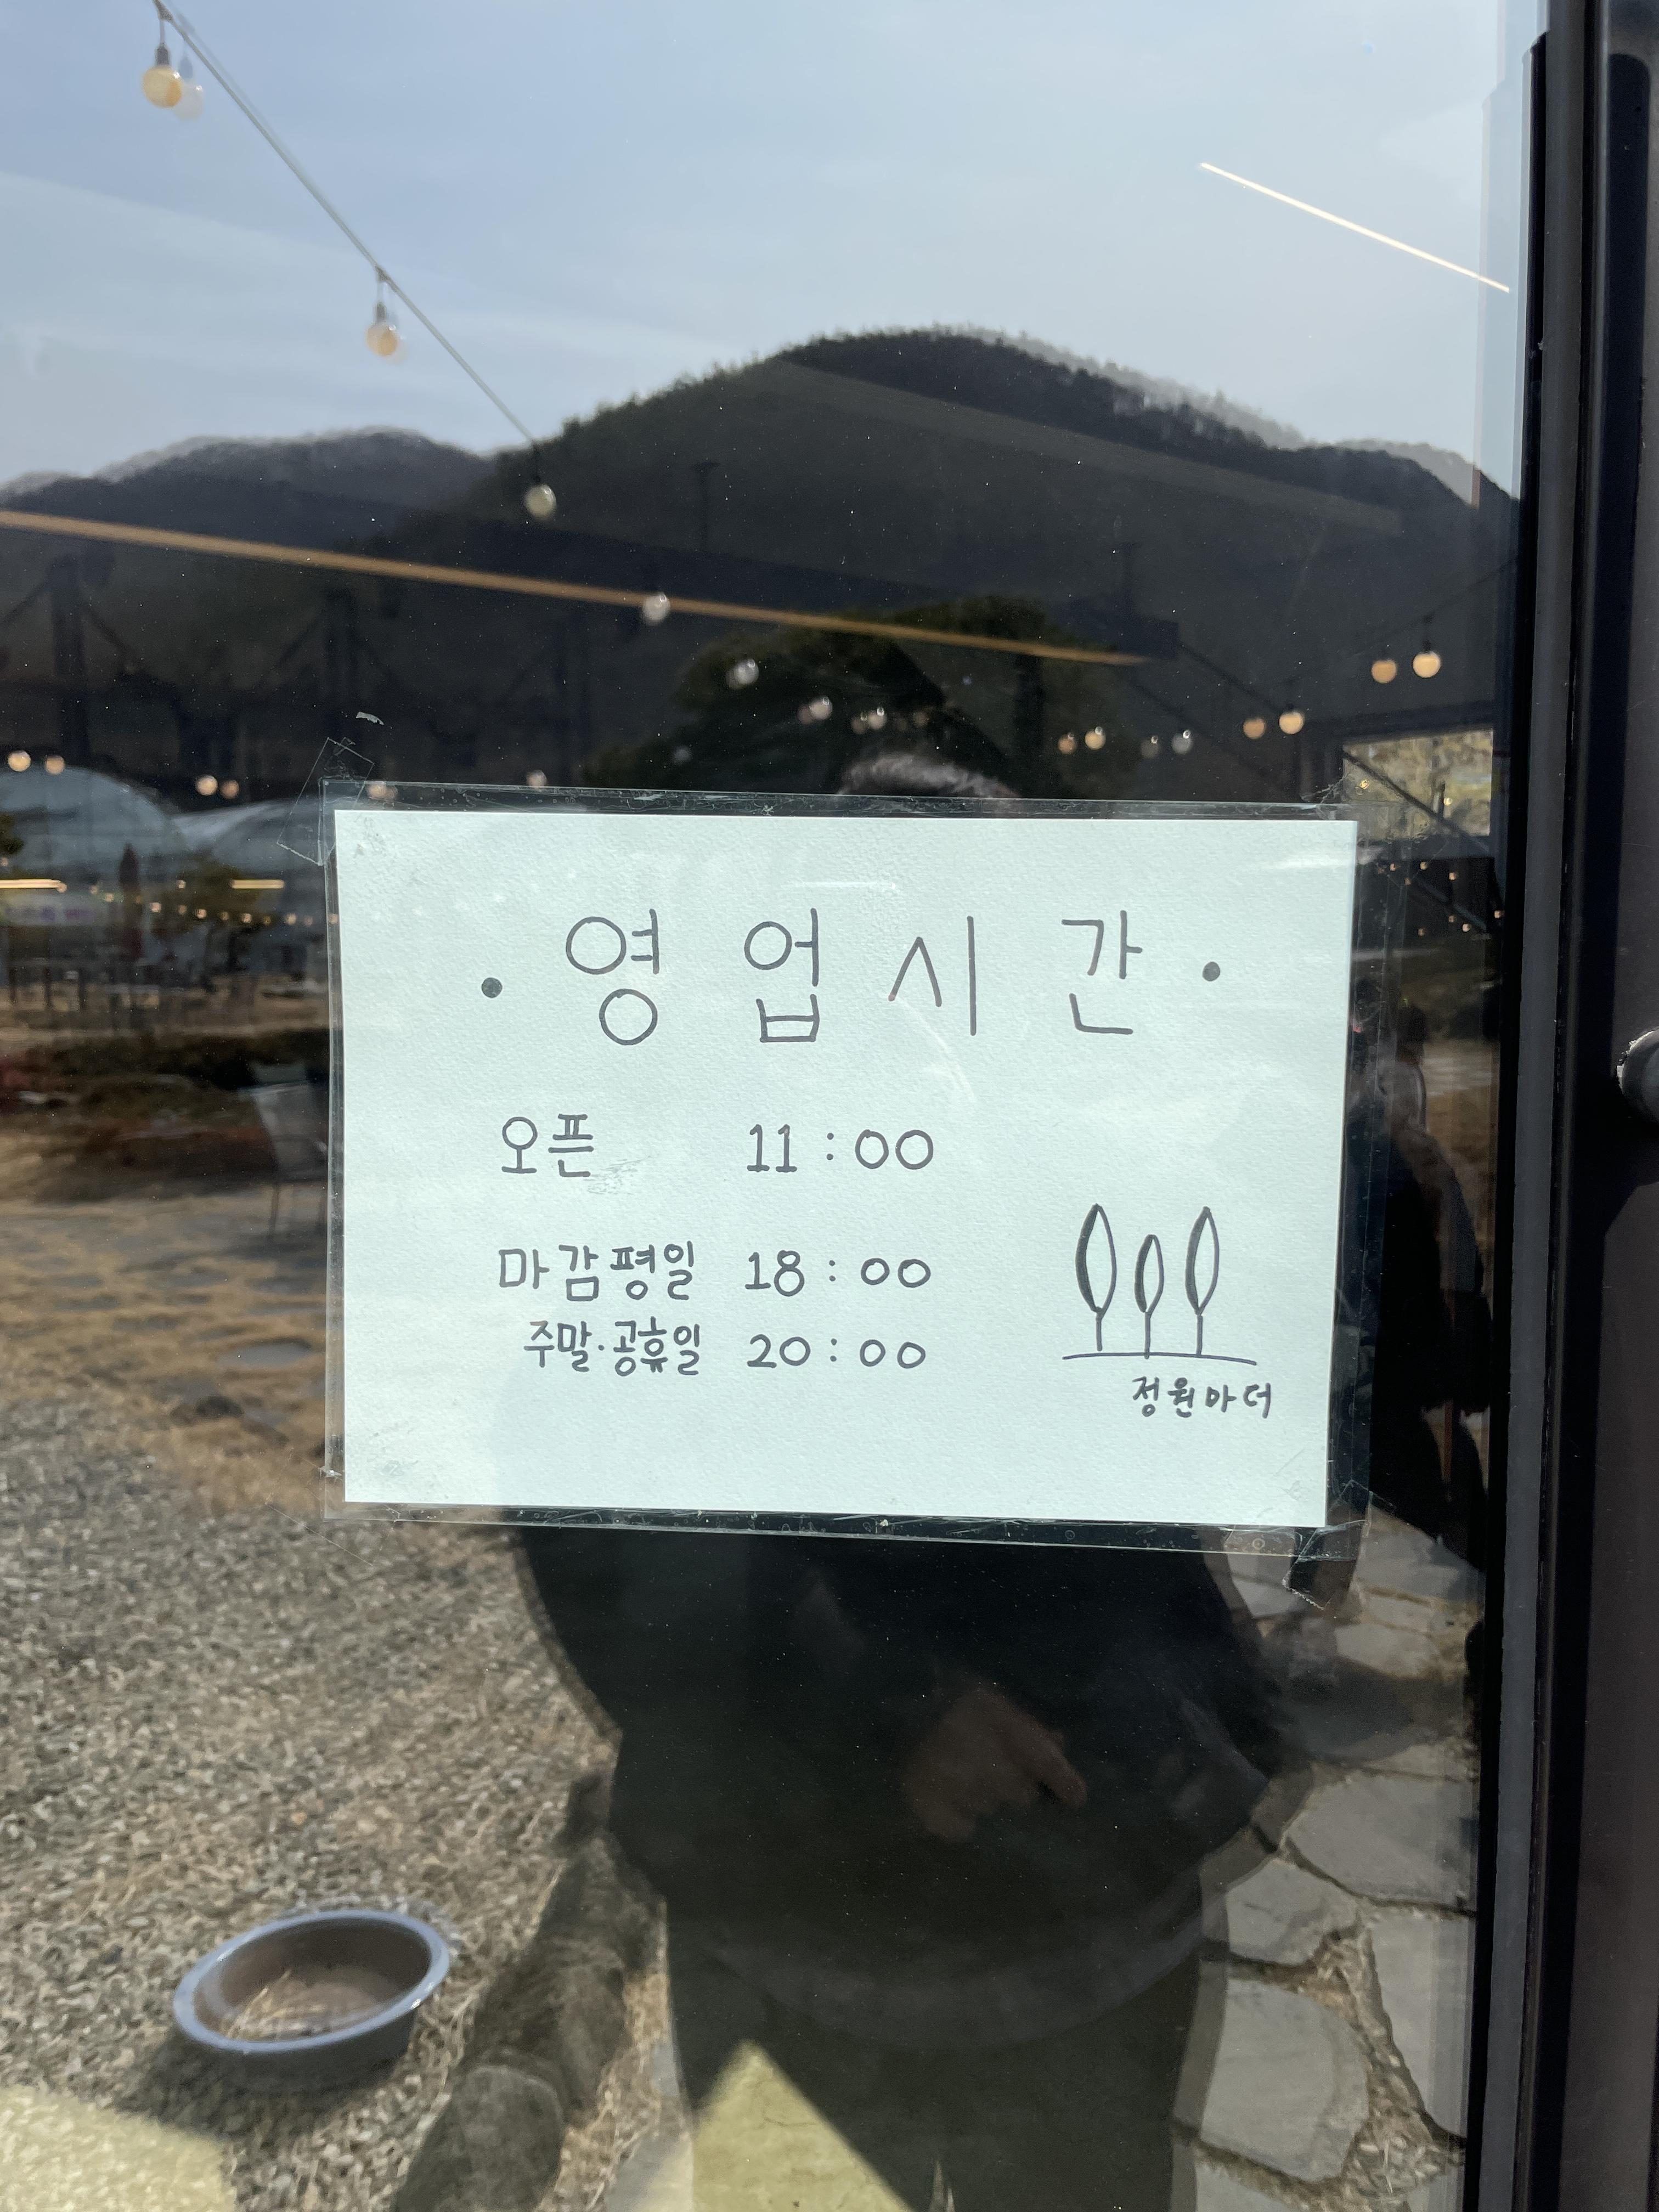 · 영업시간 ·
오픈 11:00
마감 평일 18:00
주말·공휴일 20:00
정원마더